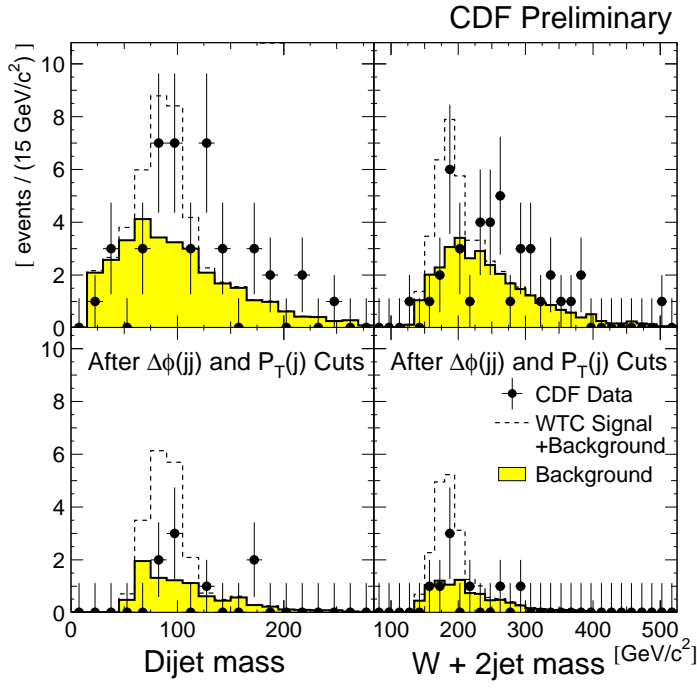 CDF Preliminary
[ events / (15 GeV/c²) ]
10
8
6
4
2
0
After Δϕ(jj) and P_T(j) Cuts
After Δϕ(jj) and P_T(j) Cuts
CDF Data
WTC Signal
+Background
Background
10
8
6
4
2
0
0 100 200
100 200 300 400 500
Dijet mass
W + 2jet mass [GeV/c²]